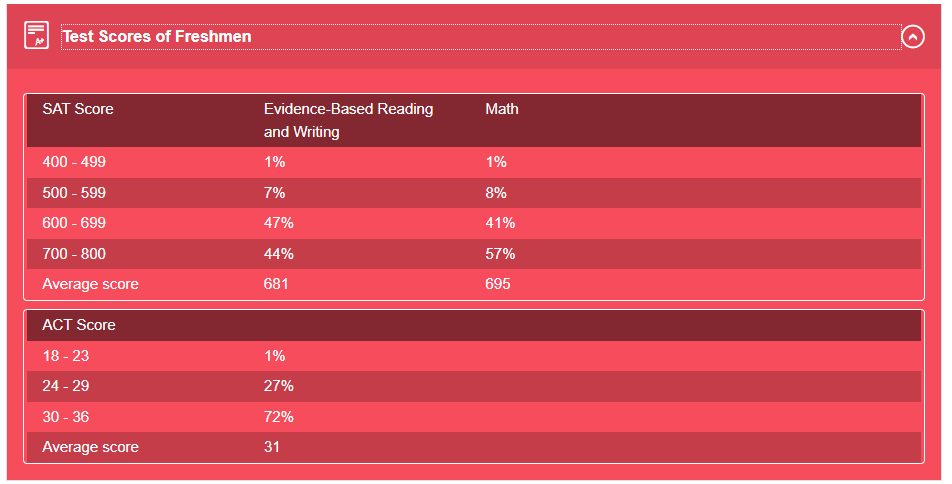 A+
Test Scores of Freshmen
SAT Score Evidence-Based Reading Math
and Writing
400 - 499 1% 1%
500 - 599 7% 8%
600 - 699 47% 41%
700 - 800 44% 57%
Average score 681 695
ACT Score
18 - 23 1%
24 - 29 27%
30 - 36 72%
Average score 31